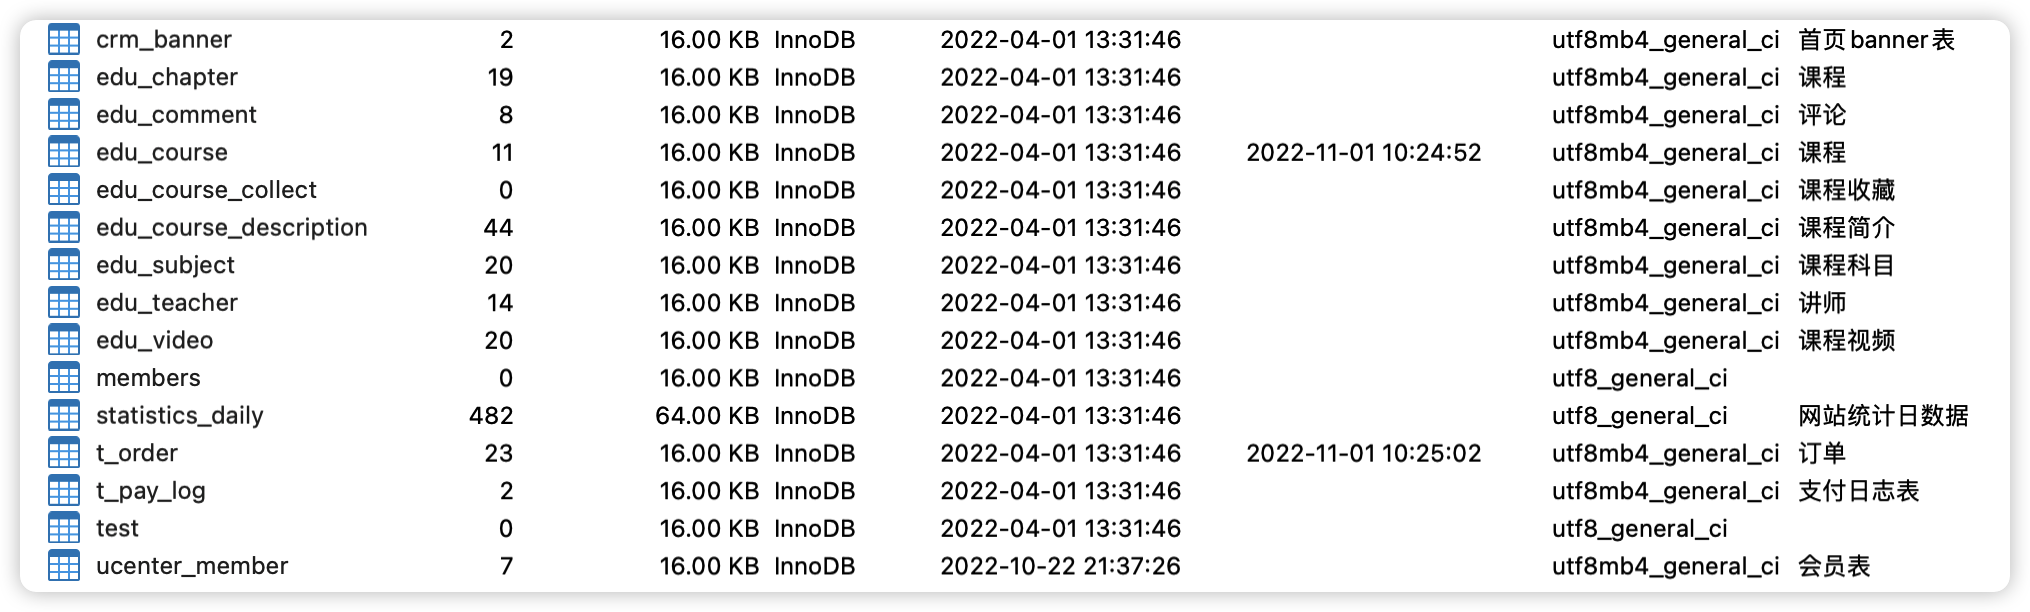 crm_banner 2 16.00 KB InnoDB 2022-04-01 13:31:46 utf8mb4_general_ci 首页banner表
edu_chapter 19 16.00 KB InnoDB 2022-04-01 13:31:46 utf8mb4_general_ci 课程
edu_comment 8 16.00 KB InnoDB 2022-04-01 13:31:46 utf8mb4_general_ci 评论
edu_course 11 16.00 KB InnoDB 2022-04-01 13:31:46 2022-11-01 10:24:52 utf8mb4_general_ci 课程
edu_course_collect 0 16.00 KB InnoDB 2022-04-01 13:31:46 utf8mb4_general_ci 课程收藏
edu_course_description 44 16.00 KB InnoDB 2022-04-01 13:31:46 utf8mb4_general_ci 课程简介
edu_subject 20 16.00 KB InnoDB 2022-04-01 13:31:46 utf8mb4_general_ci 课程科目
edu_teacher 14 16.00 KB InnoDB 2022-04-01 13:31:46 utf8mb4_general_ci 讲师
edu_video 20 16.00 KB InnoDB 2022-04-01 13:31:46 utf8mb4_general_ci 课程视频
members 0 16.00 KB InnoDB 2022-04-01 13:31:46 utf8_general_ci
statistics_daily 482 64.00 KB InnoDB 2022-04-01 13:31:46 utf8_general_ci 网站统计日数据
t_order 23 16.00 KB InnoDB 2022-04-01 13:31:46 2022-11-01 10:25:02 utf8mb4_general_ci 订单
t_pay_log 2 16.00 KB InnoDB 2022-04-01 13:31:46 utf8mb4_general_ci 支付日志表
test 0 16.00 KB InnoDB 2022-04-01 13:31:46 utf8_general_ci
ucenter_member 7 16.00 KB InnoDB 2022-10-22 21:37:26 utf8mb4_general_ci 会员表